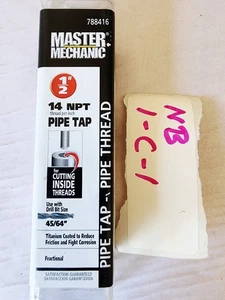 788416
MASTER
MECHANIC
1"
2
14 NPT
thread per inch
PIPE TAP
for
CUTTING
INSIDE
THREADS
Use with
Drill Bit Size
45/64"
Titanium Coated to Reduce
Friction and Fight Corrosion
Fractional
SATISFACTION GUARANTEED
PIPE TAP - PIPE THREAD
NB
1-C-1